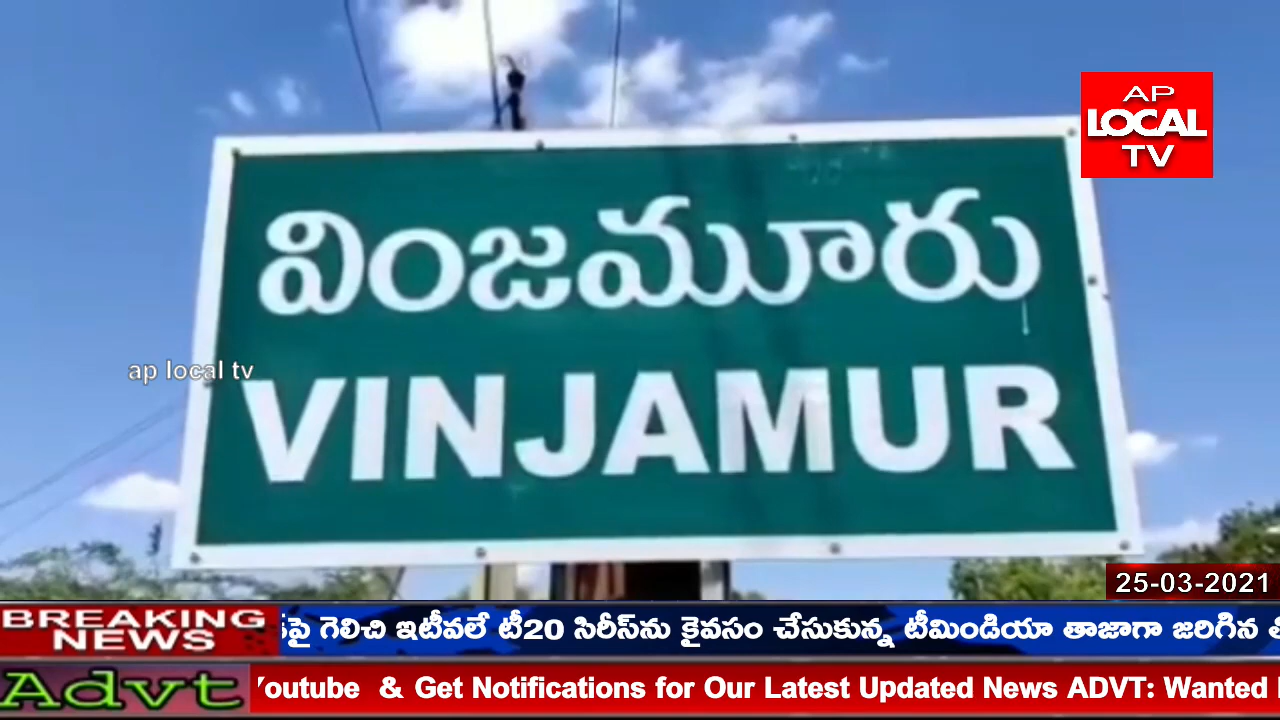 AP
LOCAL
TV
వింజమూరు
ap local tv
VINJAMUR
25-03-2021
BREAKING
NEWS
గెలిచి ఇటీవలే టీ20 సిరీస్‌ను కైవసం చేసుకున్న టీమిండియా తాజాగా జరిగిన
Advt
Youtube & Get Notifications for Our Latest Updated News ADVT: Wanted